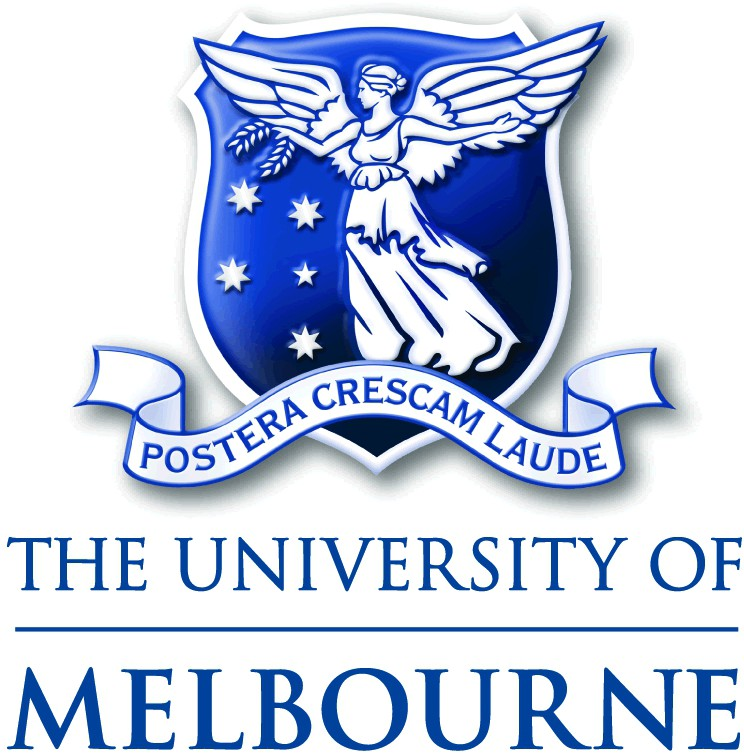 POSTERA CRESCAM LAUDE
THE UNIVERSITY OF
MELBOURNE